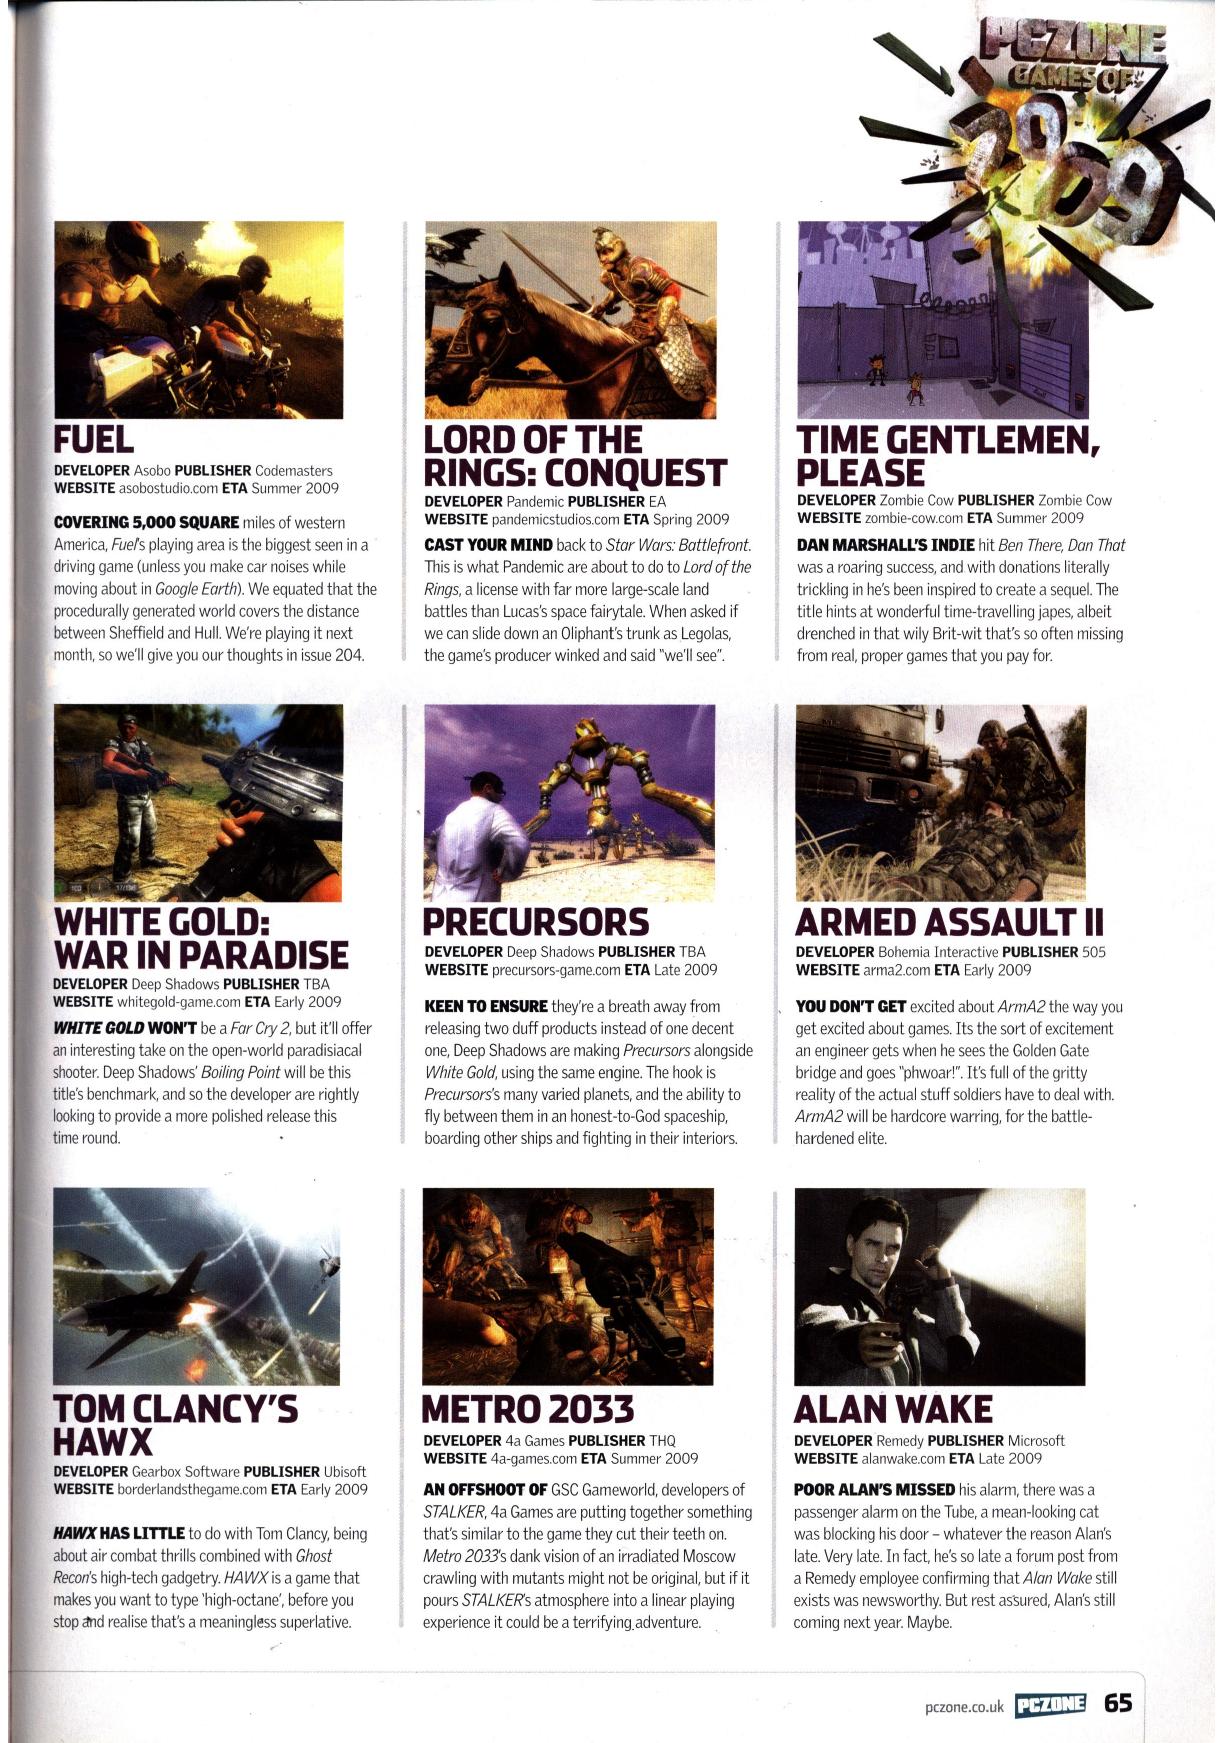 PCZONE
GAMES OF
2009
FUEL
DEVELOPER Asobo PUBLISHER Codemasters
WEBSITE asobostudio.com ETA Summer 2009
COVERING 5,000 SQUARE miles of western
America, Fuel's playing area is the biggest seen in a
driving game (unless you make car noises while
moving about in Google Earth). We equated that the
procedurally generated world covers the distance
between Sheffield and Hull. We're playing it next
month, so we'll give you our thoughts in issue 204.
LORD OF THE
RINGS: CONQUEST
DEVELOPER Pandemic PUBLISHER EA
WEBSITE pandemicstudios.com ETA Spring 2009
CAST YOUR MIND back to Star Wars: Battlefront.
This is what Pandemic are about to do to Lord of the
Rings, a license with far more large-scale land
battles than Lucas's space fairytale. When asked if
we can slide down an Oliphant's trunk as Legolas,
the game's producer winked and said "we'll see".
TIME GENTLEMEN,
PLEASE
DEVELOPER Zombie Cow PUBLISHER Zombie Cow
WEBSITE zombie-cow.com ETA Summer 2009
DAN MARSHALL'S INDIE hit Ben There, Dan That
was a roaring success, and with donations literally
trickling in he's been inspired to create a sequel. The
title hints at wonderful time-travelling japes, albeit
drenched in that wily Brit-wit that's so often missing
from real, proper games that you pay for.
WHITE GOLD:
WAR IN PARADISE
DEVELOPER Deep Shadows PUBLISHER TBA
WEBSITE whitegold-game.com ETA Early 2009
WHITE GOLD WON'T be a Far Cry 2, but it'll offer
an interesting take on the open-world paradisiacal
shooter. Deep Shadows' Boiling Point will be this
title's benchmark, and so the developer are rightly
looking to provide a more polished release this
time round.
PRECURSORS
DEVELOPER Deep Shadows PUBLISHER TBA
WEBSITE precursors-game.com ETA Late 2009
KEEN TO ENSURE they're a breath away from
releasing two duff products instead of one decent
one, Deep Shadows are making Precursors alongside
White Gold, using the same engine. The hook is
Precursors's many varied planets, and the ability to
fly between them in an honest-to-God spaceship,
boarding other ships and fighting in their interiors.
ARMED ASSAULT II
DEVELOPER Bohemia Interactive PUBLISHER 505
WEBSITE arma2.com ETA Early 2009
YOU DON'T GET excited about ArmA2 the way you
get excited about games. Its the sort of excitement
an engineer gets when he sees the Golden Gate
bridge and goes "phwoar!". It's full of the gritty
reality of the actual stuff soldiers have to deal with.
ArmA2 will be hardcore warring, for the battle-
hardened elite.
TOM CLANCY'S
HAWX
DEVELOPER Gearbox Software PUBLISHER Ubisoft
WEBSITE borderlandsthegame.com ETA Early 2009
HAWX HAS LITTLE to do with Tom Clancy, being
about air combat thrills combined with Ghost
Recon's high-tech gadgetry. HAWX is a game that
makes you want to type 'high-octane', before you
stop and realise that's a meaningless superlative.
METRO 2033
DEVELOPER 4a Games PUBLISHER THQ
WEBSITE 4a-games.com ETA Summer 2009
AN OFFSHOOT OF GSC Gameworld, developers of
STALKER, 4a Games are putting together something
that's similar to the game they cut their teeth on.
Metro 2033's dank vision of an irradiated Moscow
crawling with mutants might not be original, but if it
pours STALKER's atmosphere into a linear playing
experience it could be a terrifying adventure.
ALAN WAKE
DEVELOPER Remedy PUBLISHER Microsoft
WEBSITE alanwake.com ETA Late 2009
POOR ALAN'S MISSED his alarm, there was a
passenger alarm on the Tube, a mean-looking cat
was blocking his door – whatever the reason Alan's
late. Very late. In fact, he's so late a forum post from
a Remedy employee confirming that Alan Wake still
exists was newsworthy. But rest assured, Alan's still
coming next year. Maybe.
pczone.co.uk PCZONE 65